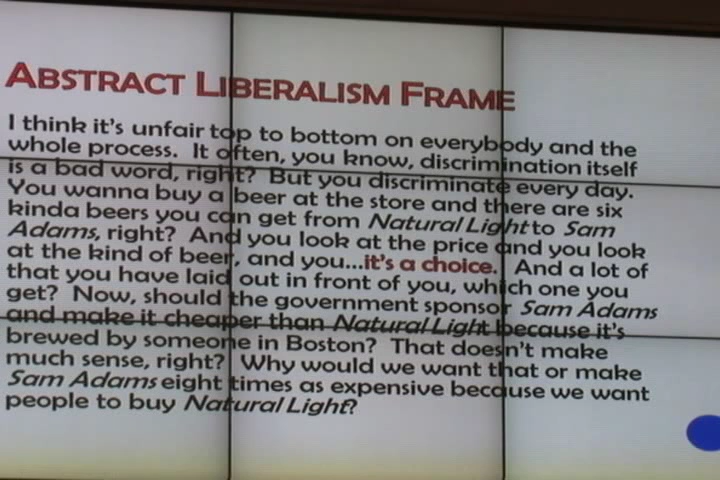 ABSTRACT LIBERALISM FRAME
I think it's unfair top to bottom on everybody and the
whole process. It often, you know, discrimination itself
is a bad word, right? But you discriminate every day.
You wanna buy a beer at the store and there are six
kinda beers you can get from Natural Light to Sam
Adams, right? And you look at the price and you look
at the kind of beer, and you...it's a choice. And a lot of
that you have laid out in front of you, which one you
get? Now, should the government sponsor Sam Adams
and make it cheaper than Natural Light because it's
brewed by someone in Boston? That doesn't make
much sense, right? Why would we want that or make
Sam Adams eight times as expensive because we want
people to buy Natural Light?